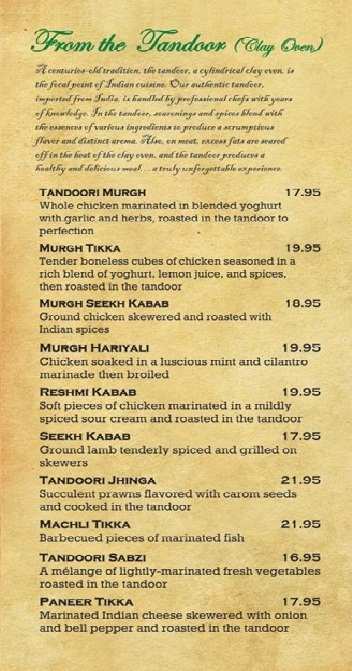 From the Tandoor (Clay Oven)
A centuries-old tradition, the tandoor, a cylindrical clay oven, is
the focal point of Indian cuisine. Our authentic tandoor,
imported from India, is handled by professional chefs with years
of knowledge. In the tandoor, seasonings and spices blend with
the essences of various ingredients to produce a scrumptious
flavor and distinct aroma. Also, on meat, excess fats are seared
off in the heat of the clay oven, and the tandoor produces a
healthy and delicious meal... a truly unforgettable experience.
TANDOORI MURGH 17.95
Whole chicken marinated in blended yoghurt
with garlic and herbs, roasted in the tandoor to
perfection
MURGH TIKKA 19.95
Tender boneless cubes of chicken seasoned in a
rich blend of yoghurt, lemon juice, and spices,
then roasted in the tandoor
MURGH SEEKH KABAB 18.95
Ground chicken skewered and roasted with
Indian spices
MURGH HARIYALI 19.95
Chicken soaked in a luscious mint and cilantro
marinade then broiled
RESHMI KABAB 19.95
Soft pieces of chicken marinated in a mildly
spiced sour cream and roasted in the tandoor
SEEKH KABAB 17.95
Ground lamb tenderly spiced and grilled on
skewers
TANDOORI JHINGA 21.95
Succulent prawns flavored with carom seeds
and cooked in the tandoor
MACHLI TIKKA 21.95
Barbecued pieces of marinated fish
TANDOORI SABZI 16.95
A mélange of lightly-marinated fresh vegetables
roasted in the tandoor
PANEER TIKKA 17.95
Marinated Indian cheese skewered with onion
and bell pepper and roasted in the tandoor